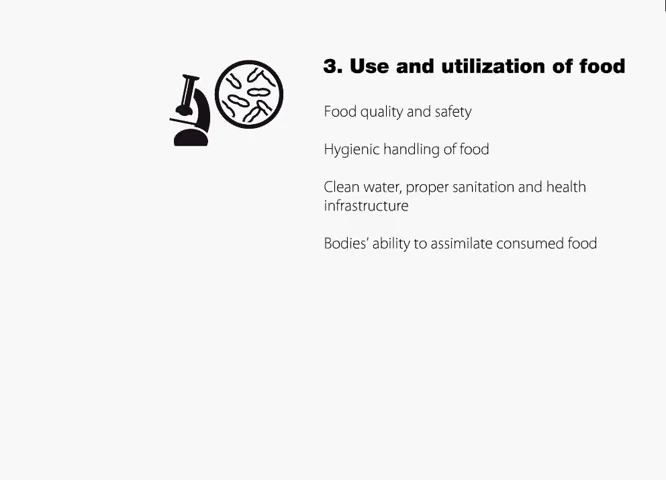 3. Use and utilization of food
Food quality and safety
Hygienic handling of food
Clean water, proper sanitation and health
infrastructure
Bodies’ ability to assimilate consumed food